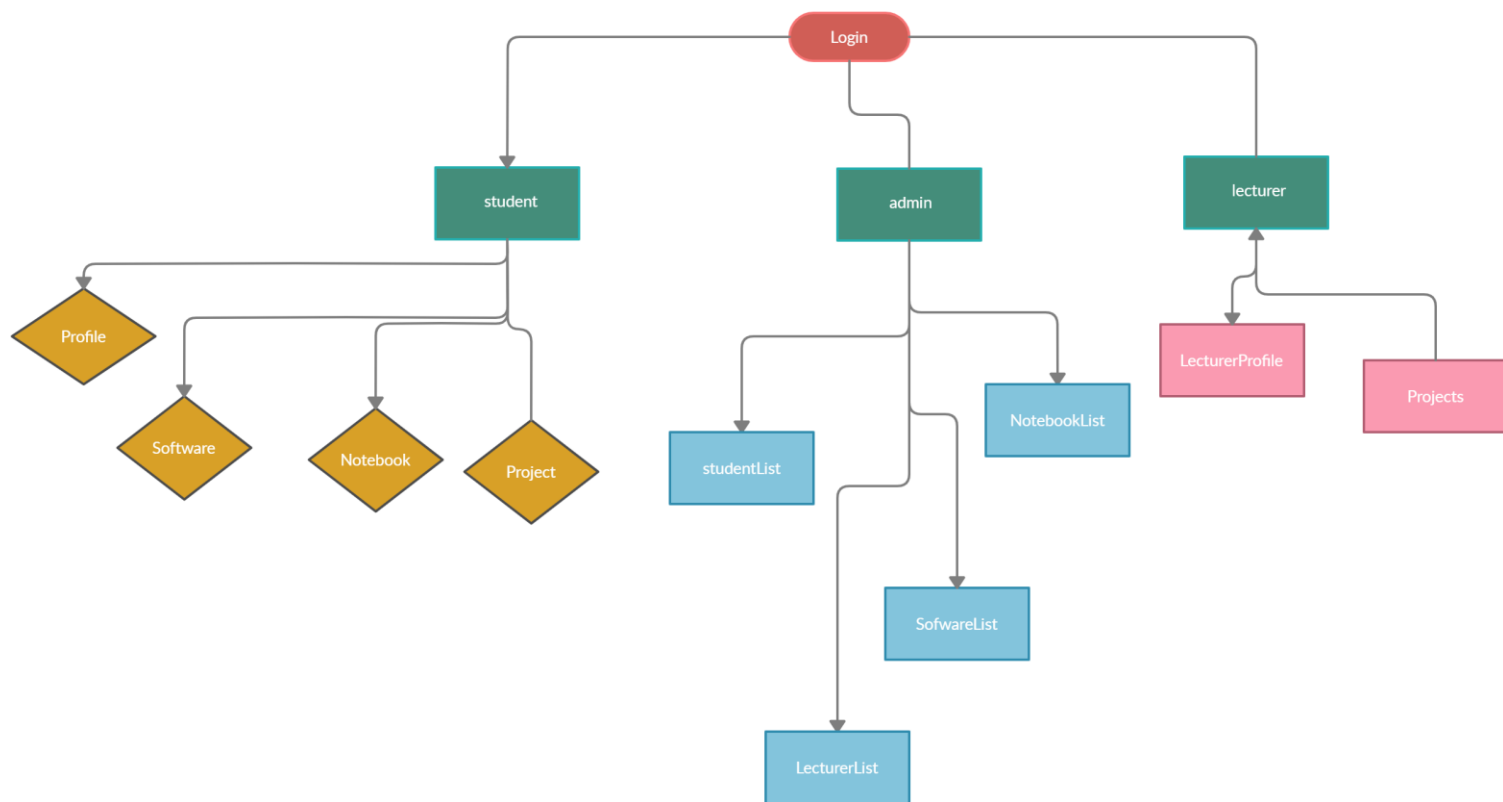 Login
student
admin
lecturer
Profile
Software
Notebook
Project
studentList
NotebookList
LecturerProfile
Projects
SofwareList
LecturerList